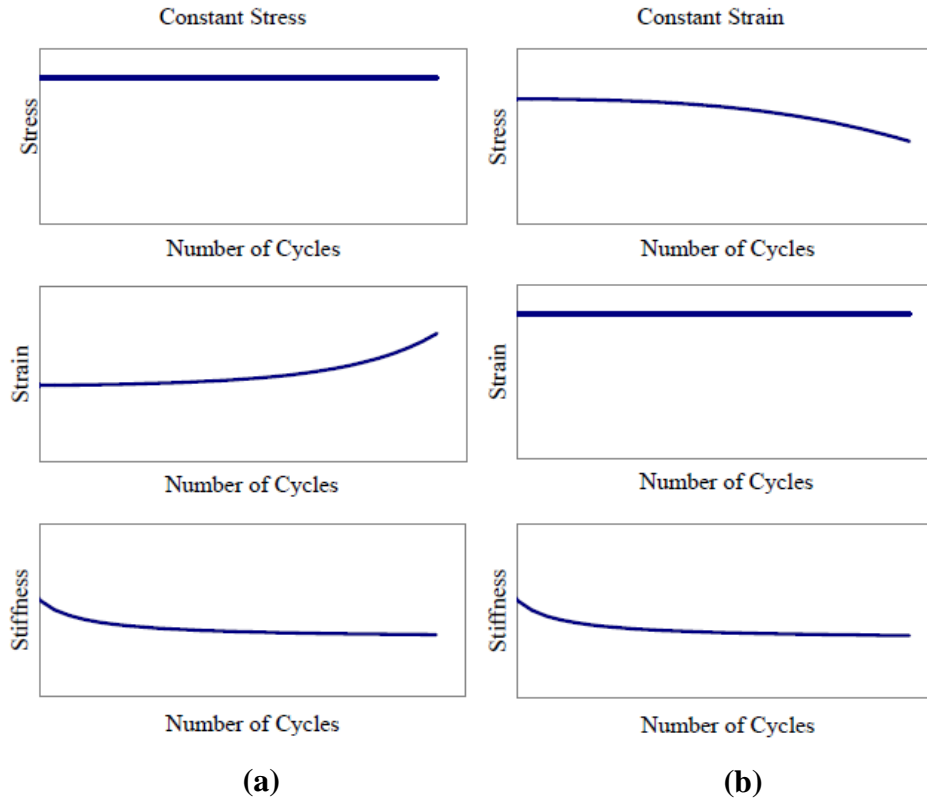 Constant Stress
Constant Strain
Stress
Number of Cycles
Stress
Number of Cycles
Strain
Number of Cycles
Strain
Number of Cycles
Stiffness
Number of Cycles
Stiffness
Number of Cycles
(a)
(b)